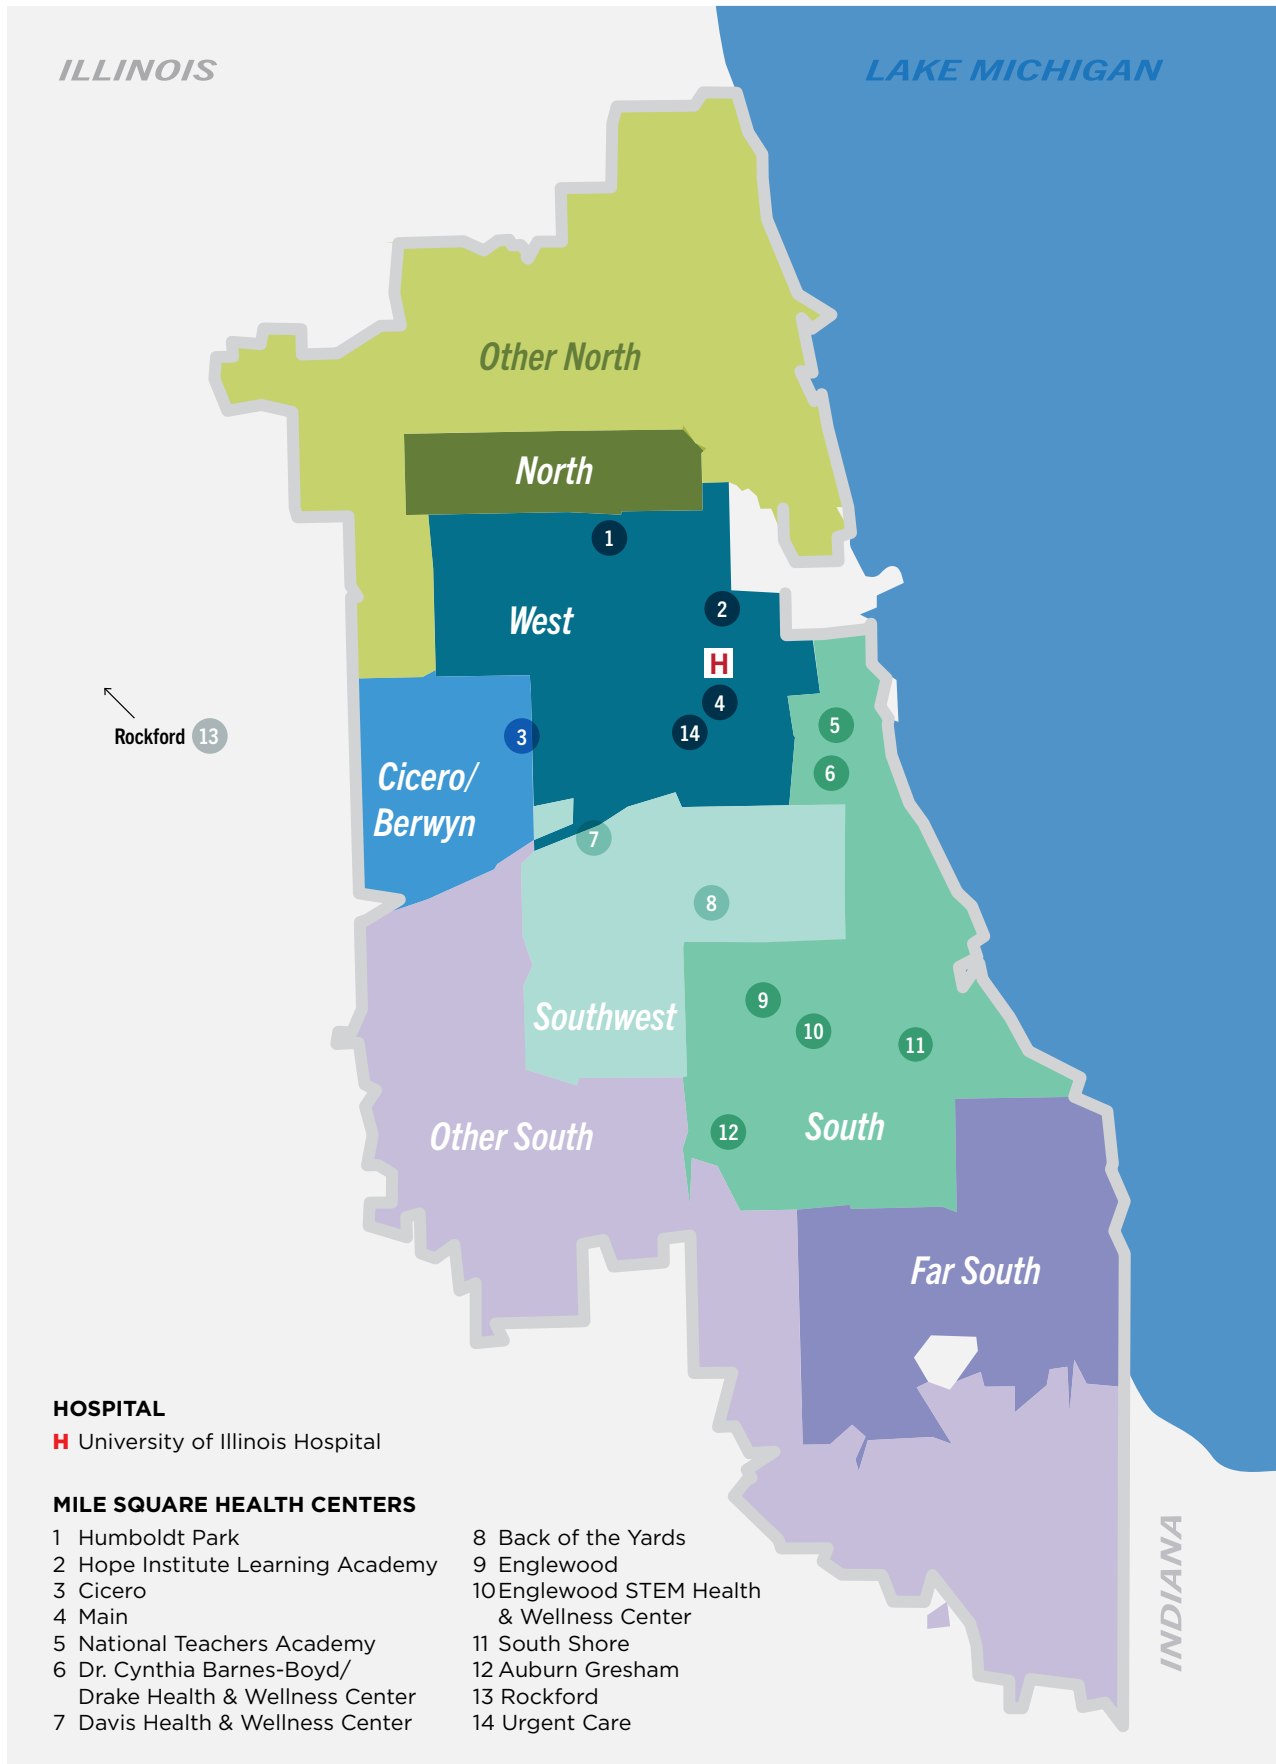 ILLINOIS
LAKE MICHIGAN
Other North
North
1
West
2
H
4
14
3
5
6
Rockford 13
Cicero/
Berwyn
7
8
Southwest
9
10
11
12
South
Other South
Far South
INDIANA
HOSPITAL
H University of Illinois Hospital
MILE SQUARE HEALTH CENTERS
1 Humboldt Park
2 Hope Institute Learning Academy
3 Cicero
4 Main
5 National Teachers Academy
6 Dr. Cynthia Barnes-Boyd/
Drake Health & Wellness Center
7 Davis Health & Wellness Center
8 Back of the Yards
9 Englewood
10 Englewood STEM Health
& Wellness Center
11 South Shore
12 Auburn Gresham
13 Rockford
14 Urgent Care